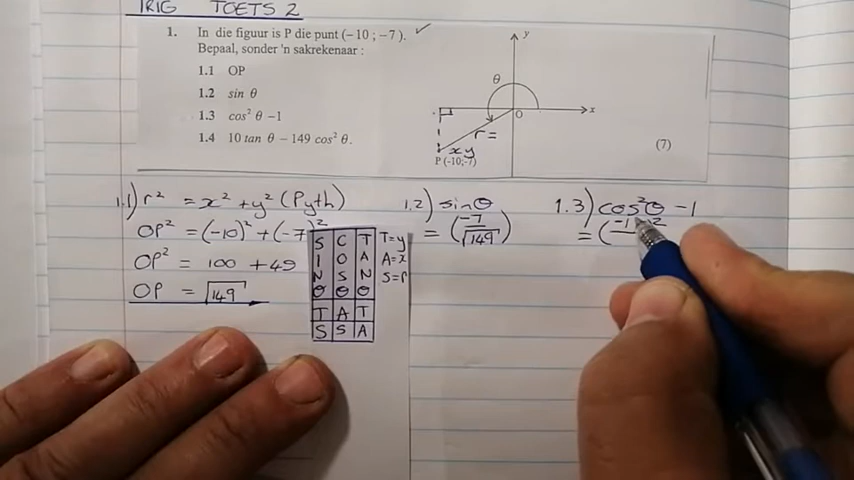 TRIG TOETS 2
1. In die figuur is P die punt (−10 ; −7). ✓
Bepaal, sonder 'n sakrekenaar :
1.1 OP
1.2 sin θ
1.3 cos² θ −1
1.4 10 tan θ − 149 cos² θ.
(7)
y
θ
x
O
r =
x y
P (-10;-7)
1.1) r² = x² + y² (Pyth)
OP² = (-10)² + (-7)²
OP² = 100 + 49
OP = √149
S C T
I O A
N S N
θ θ θ
T A T
S S A
T=y
A=x
S=r
1.2) sinθ
= (-7/√149)
1.3) cos²θ -1
= (